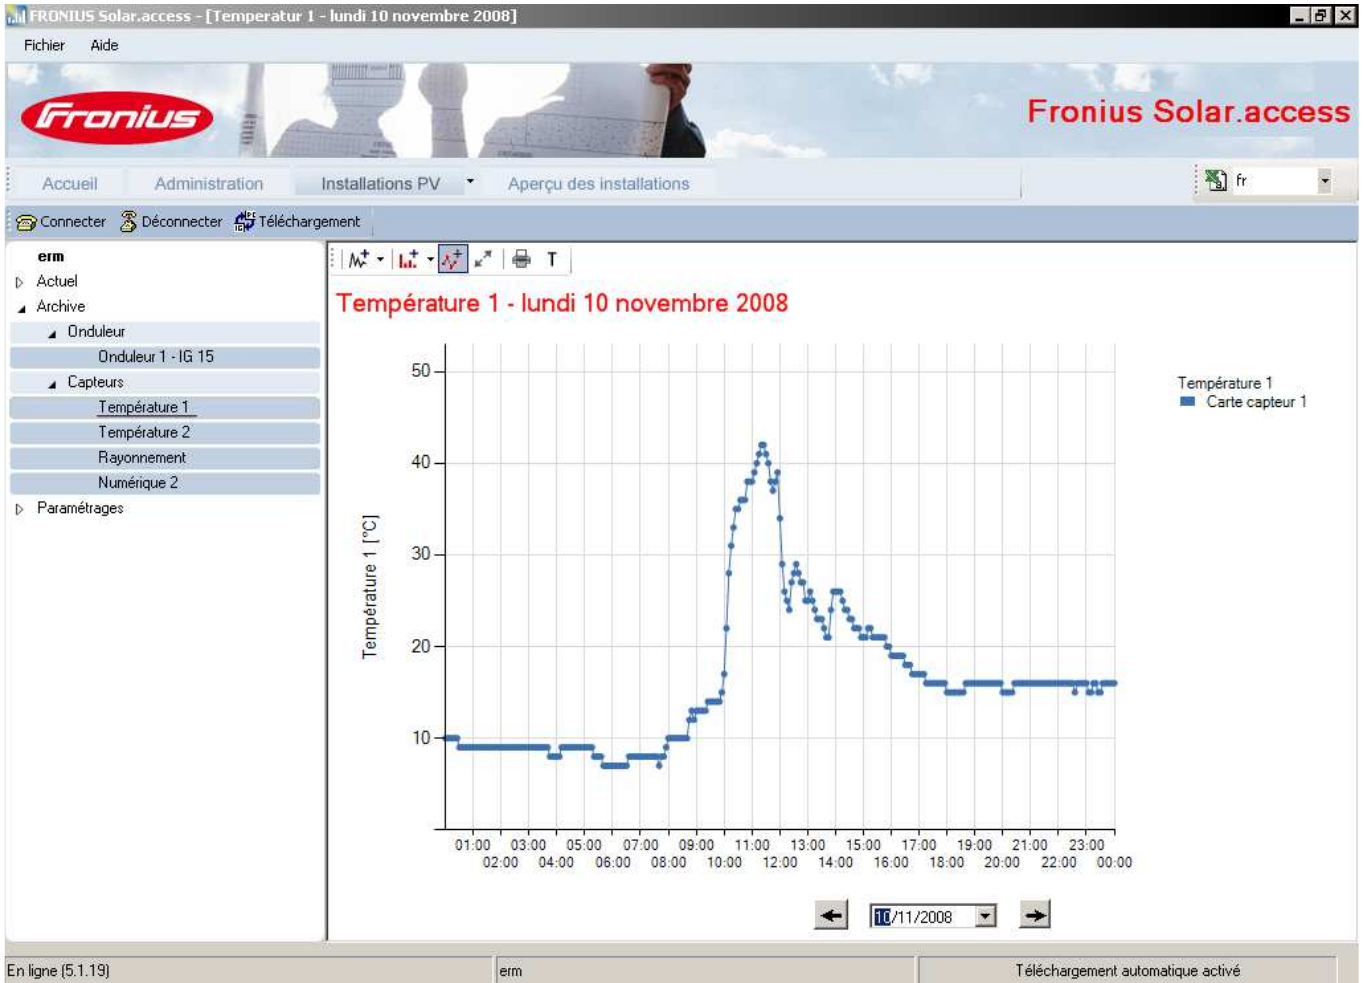 FRONIUS Solar.access - [Temperatur 1 - lundi 10 novembre 2008]
Fichier Aide
Fronius
Fronius Solar.access
Accueil Administration Installations PV Aperçu des installations fr
Connecter Déconnecter Téléchargement
erm
Actuel
Archive
Onduleur
Onduleur 1 - IG 15
Capteurs
Température 1
Température 2
Rayonnement
Numérique 2
Paramétrages
T
Température 1 - lundi 10 novembre 2008
Température 1 [°C]
50
40
30
20
10
01:00 03:00 05:00 07:00 09:00 11:00 13:00 15:00 17:00 19:00 21:00 23:00
02:00 04:00 06:00 08:00 10:00 12:00 14:00 16:00 18:00 20:00 22:00 00:00
Température 1
Carte capteur 1
10/11/2008
En ligne (5.1.19) erm Téléchargement automatique activé